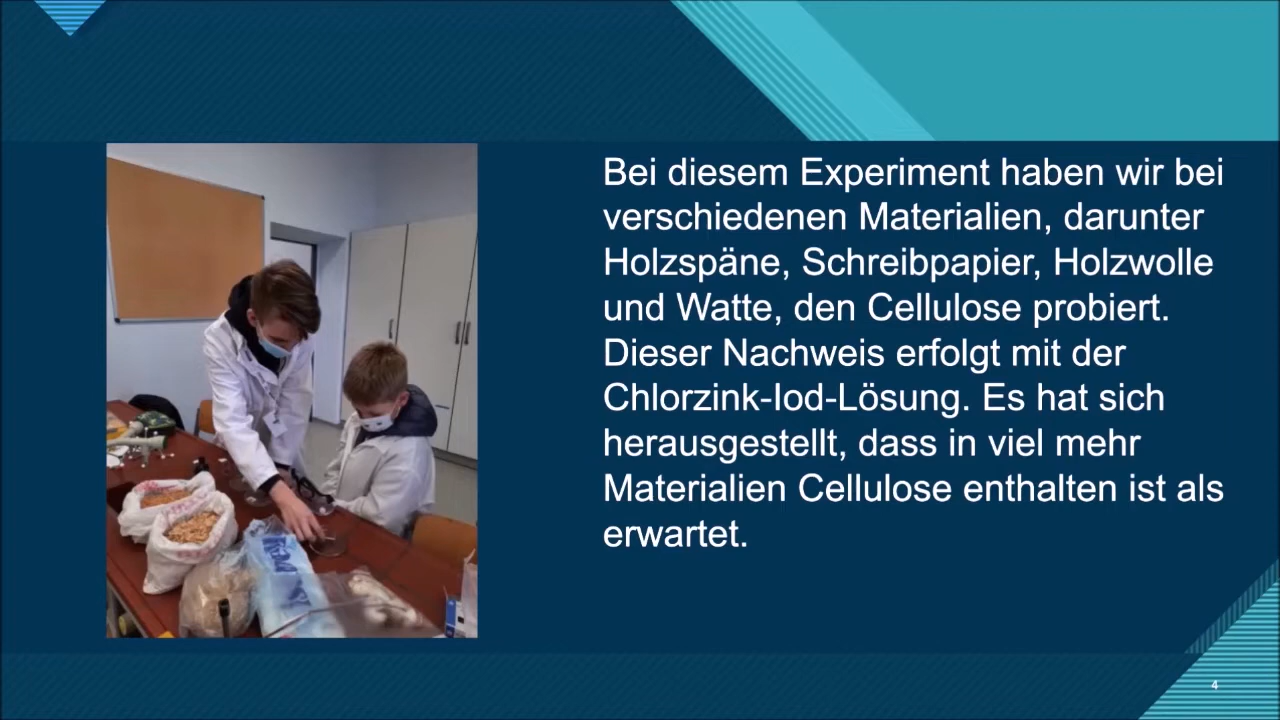 Bei diesem Experiment haben wir bei
verschiedenen Materialien, darunter
Holzspäne, Schreibpapier, Holzwolle
und Watte, den Cellulose probiert.
Dieser Nachweis erfolgt mit der
Chlorzink-Iod-Lösung. Es hat sich
herausgestellt, dass in viel mehr
Materialien Cellulose enthalten ist als
erwartet.
4